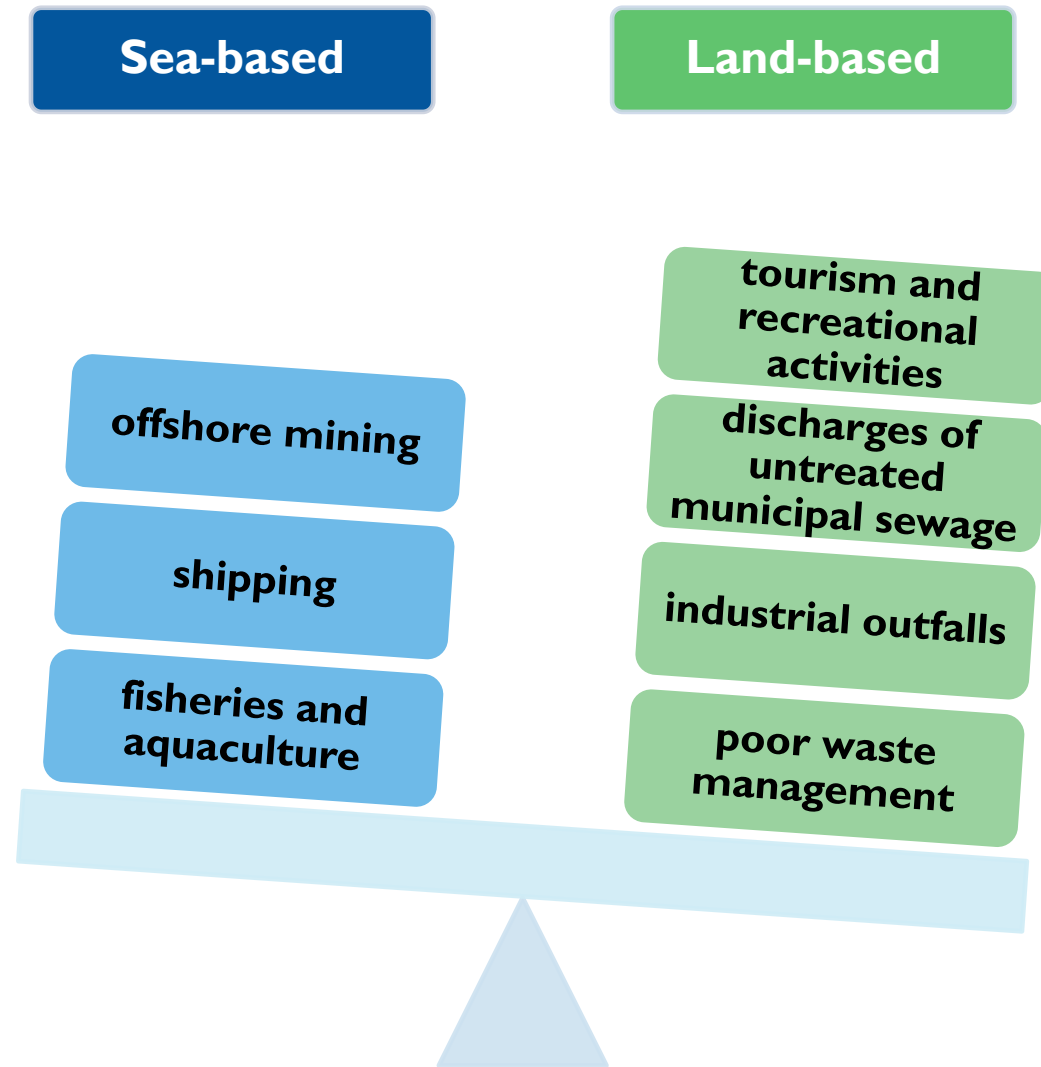 Sea-based
Land-based
offshore mining
shipping
fisheries and
aquaculture
tourism and
recreational
activities
discharges of
untreated
municipal sewage
industrial outfalls
poor waste
management